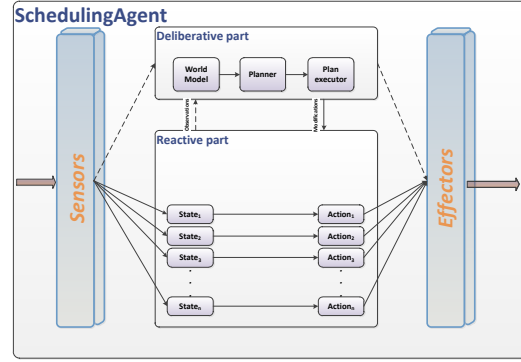 SchedulingAgent
Deliberative part
World
Model
Planner
Plan
executor
Observations
Modifications
Reactive part
Sensors
Effectors
State₁
Action₁
State₂
Action₂
State₃
Action₃
Stateₙ
Actionₙ